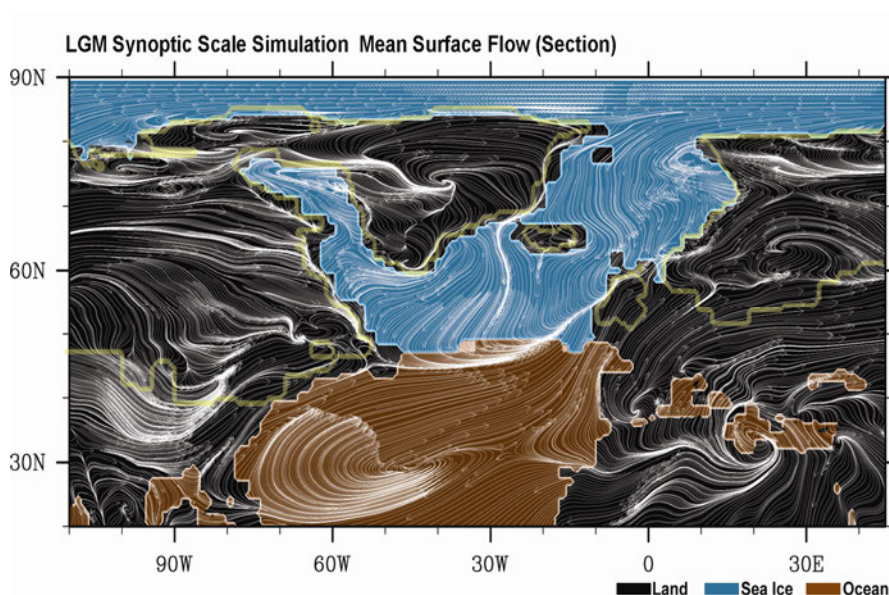 LGM Synoptic Scale Simulation Mean Surface Flow (Section)
90N
60N
30N
90W 60W 30W 0 30E
Land Sea Ice Ocean